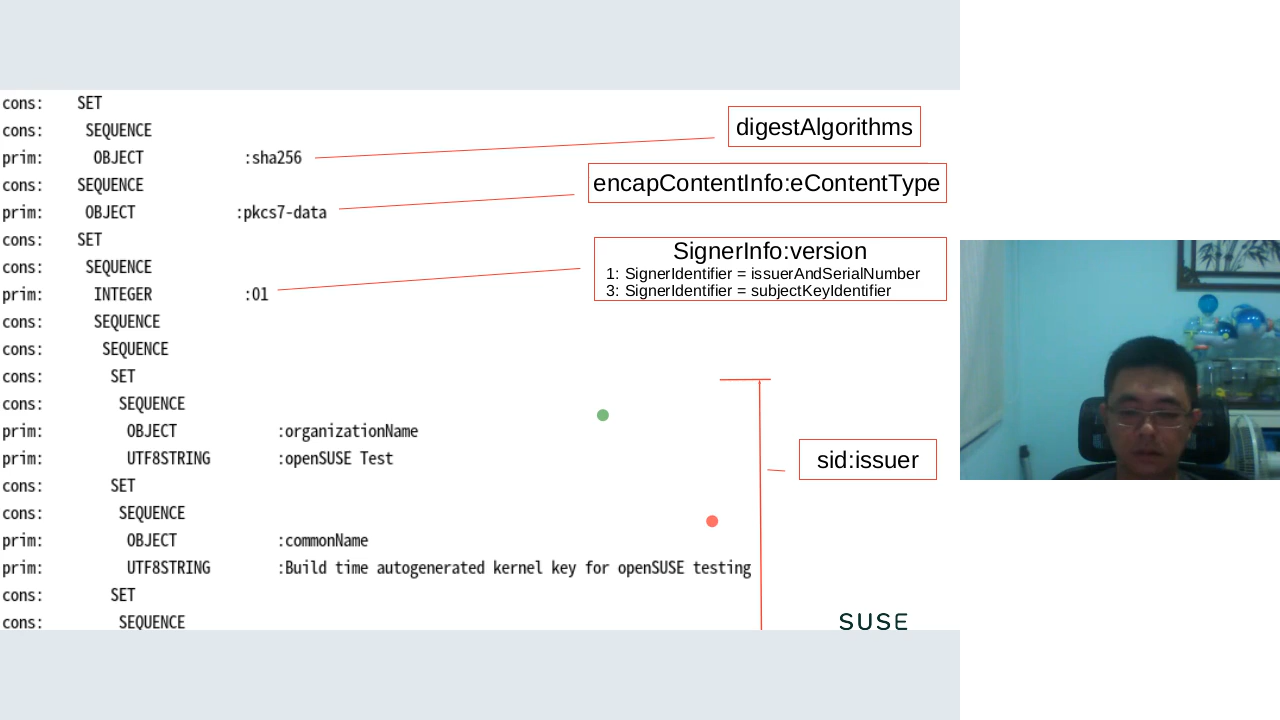 cons: SET
cons: SEQUENCE
prim: OBJECT :sha256
cons: SEQUENCE
prim: OBJECT :pkcs7-data
cons: SET
cons: SEQUENCE
prim: INTEGER :01
cons: SEQUENCE
cons: SEQUENCE
cons: SET
cons: SEQUENCE
prim: OBJECT :organizationName
prim: UTF8STRING :openSUSE Test
cons: SET
cons: SEQUENCE
prim: OBJECT :commonName
prim: UTF8STRING :Build time autogenerated kernel key for openSUSE testing
cons: SET
cons: SEQUENCE
digestAlgorithms
encapContentInfo:eContentType
SignerInfo:version
1: SignerIdentifier = issuerAndSerialNumber
3: SignerIdentifier = subjectKeyIdentifier
sid:issuer
SUSE